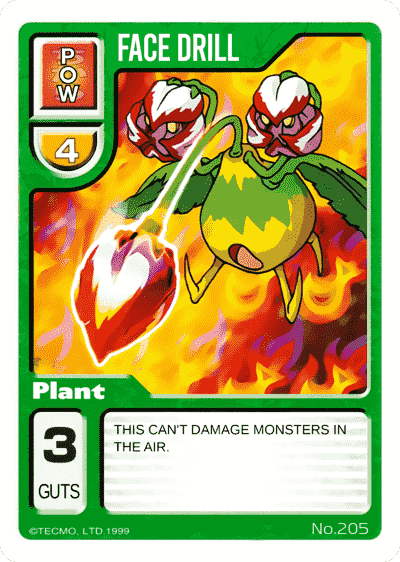 FACE DRILL
POW
4
Plant
3
GUTS
THIS CAN'T DAMAGE MONSTERS IN
THE AIR.
©TECMO, LTD.1999
No.205